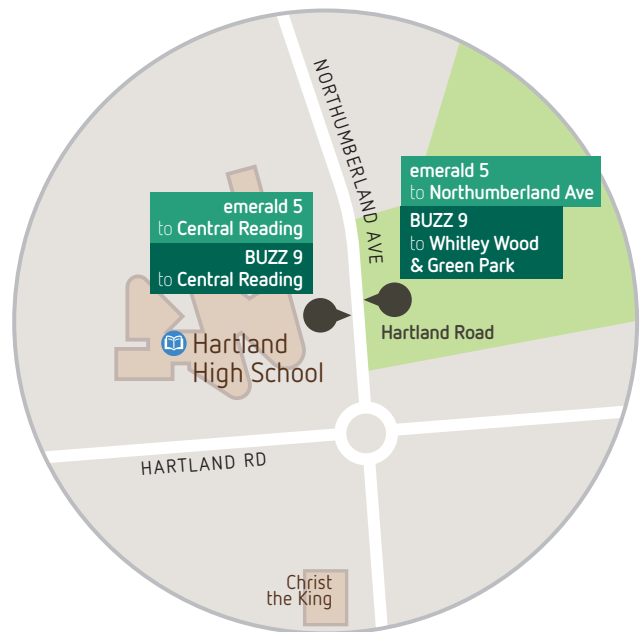 NORTHUMBERLAND AVE
emerald 5
to Northumberland Ave
BUZZ 9
to Whitley Wood
& Green Park
emerald 5
to Central Reading
BUZZ 9
to Central Reading
Hartland Road
Hartland
High School
HARTLAND RD
Christ
the King